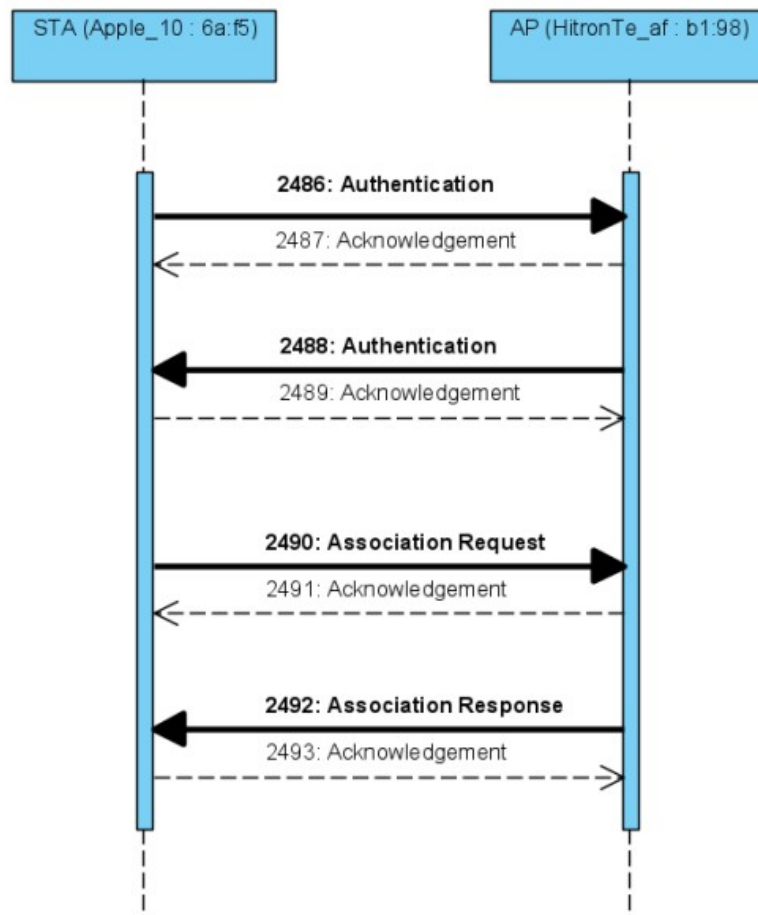 STA (Apple_10 : 6a:f5)
AP (HitronTe_af : b1:98)
2486: Authentication
2487: Acknowledgement
2488: Authentication
2489: Acknowledgement
2490: Association Request
2491: Acknowledgement
2492: Association Response
2493: Acknowledgement